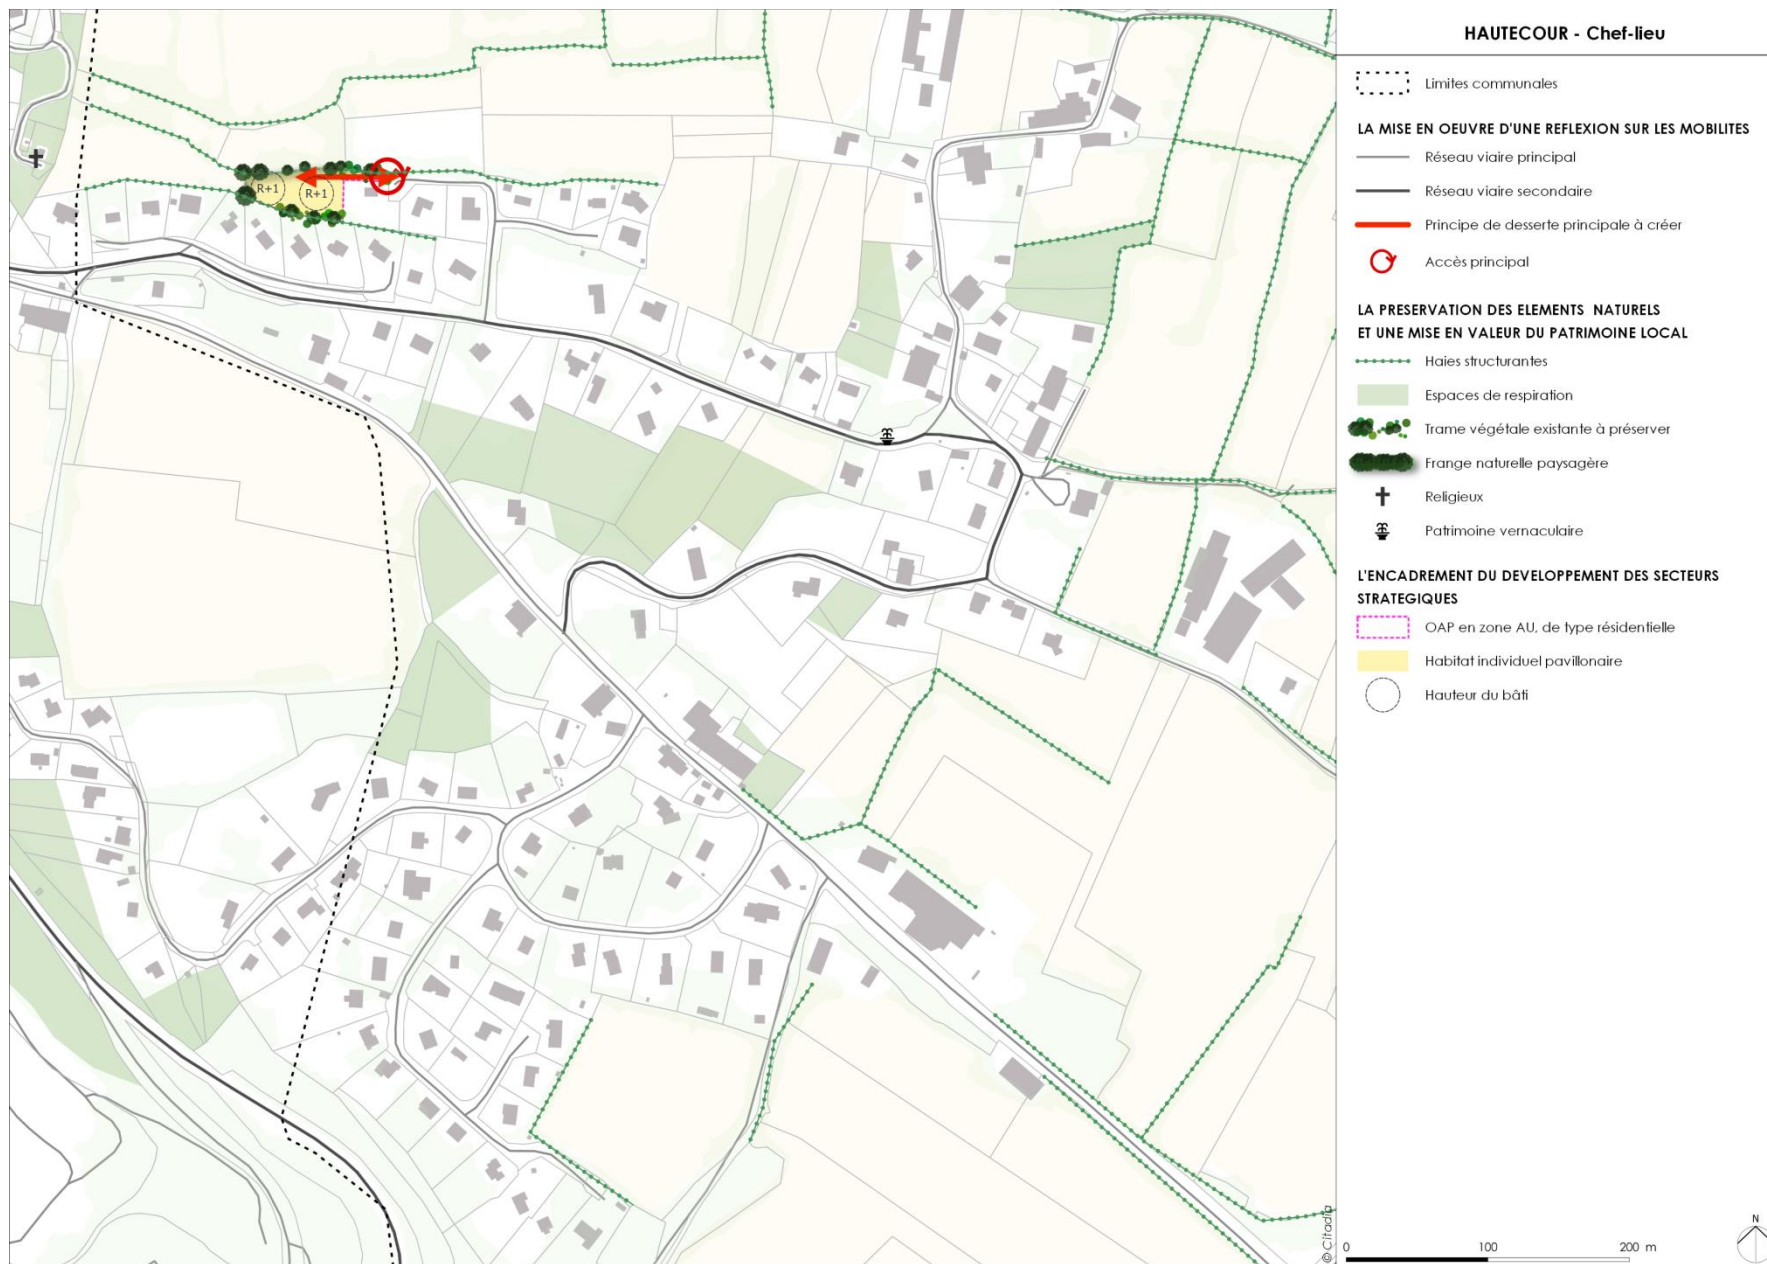 HAUTECOUR - Chef-lieu
Limites communales
LA MISE EN OEUVRE D'UNE REFLEXION SUR LES MOBILITES
Réseau viaire principal
Réseau viaire secondaire
Principe de desserte principale à créer
Accès principal
LA PRESERVATION DES ELEMENTS NATURELS
ET UNE MISE EN VALEUR DU PATRIMOINE LOCAL
Haies structurantes
Espaces de respiration
Trame végétale existante à préserver
Frange naturelle paysagère
Religieux
Patrimoine vernaculaire
L'ENCADREMENT DU DEVELOPPEMENT DES SECTEURS
STRATEGIQUES
OAP en zone AU, de type résidentielle
Habitat individuel pavillonaire
Hauteur du bâti
R+1
R+1
© Citadia
0 100 200 m
N